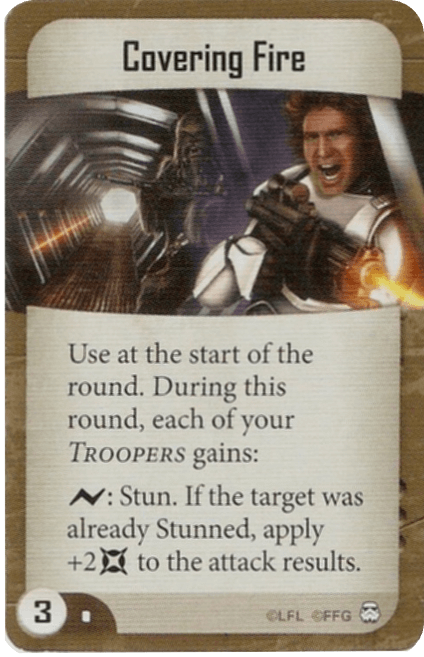 Covering Fire
Use at the start of the
round. During this
round, each of your
TROOPERS gains:
: Stun. If the target was
already Stunned, apply
+2 to the attack results.
3
©LFL ©FFG